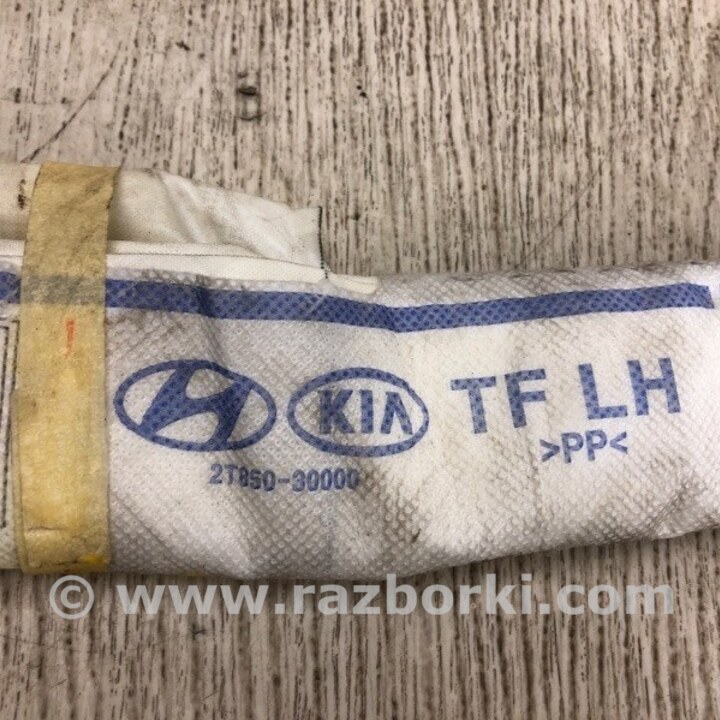 KIA TF LH
>PP<
2T850-30000
© www.razborki.com